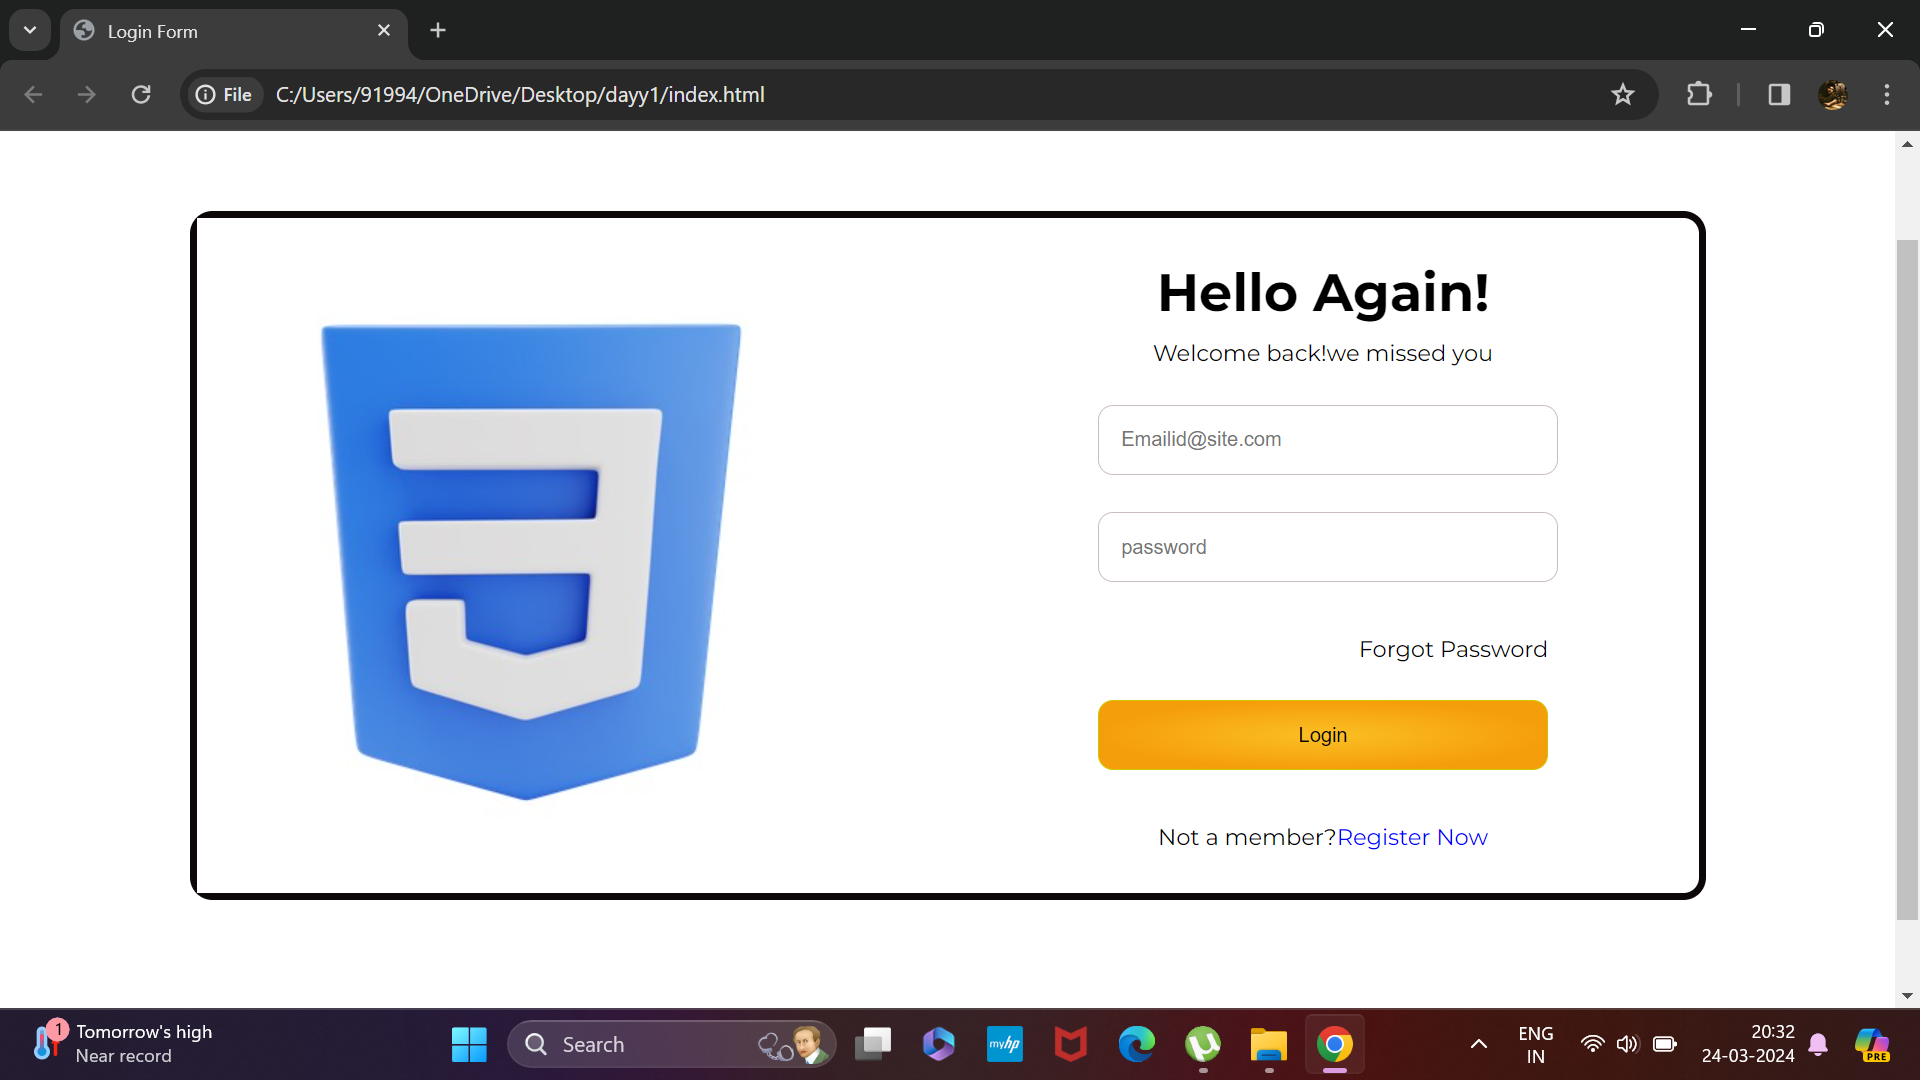 Login Form
File
C:/Users/91994/OneDrive/Desktop/dayy1/index.html
Hello Again!
Welcome back!we missed you
Emailid@site.com
password
Forgot Password
Login
Not a member?Register Now
1
Tomorrow's high
Near record
Search
myhp
ENG
IN
20:32
24-03-2024
PRE